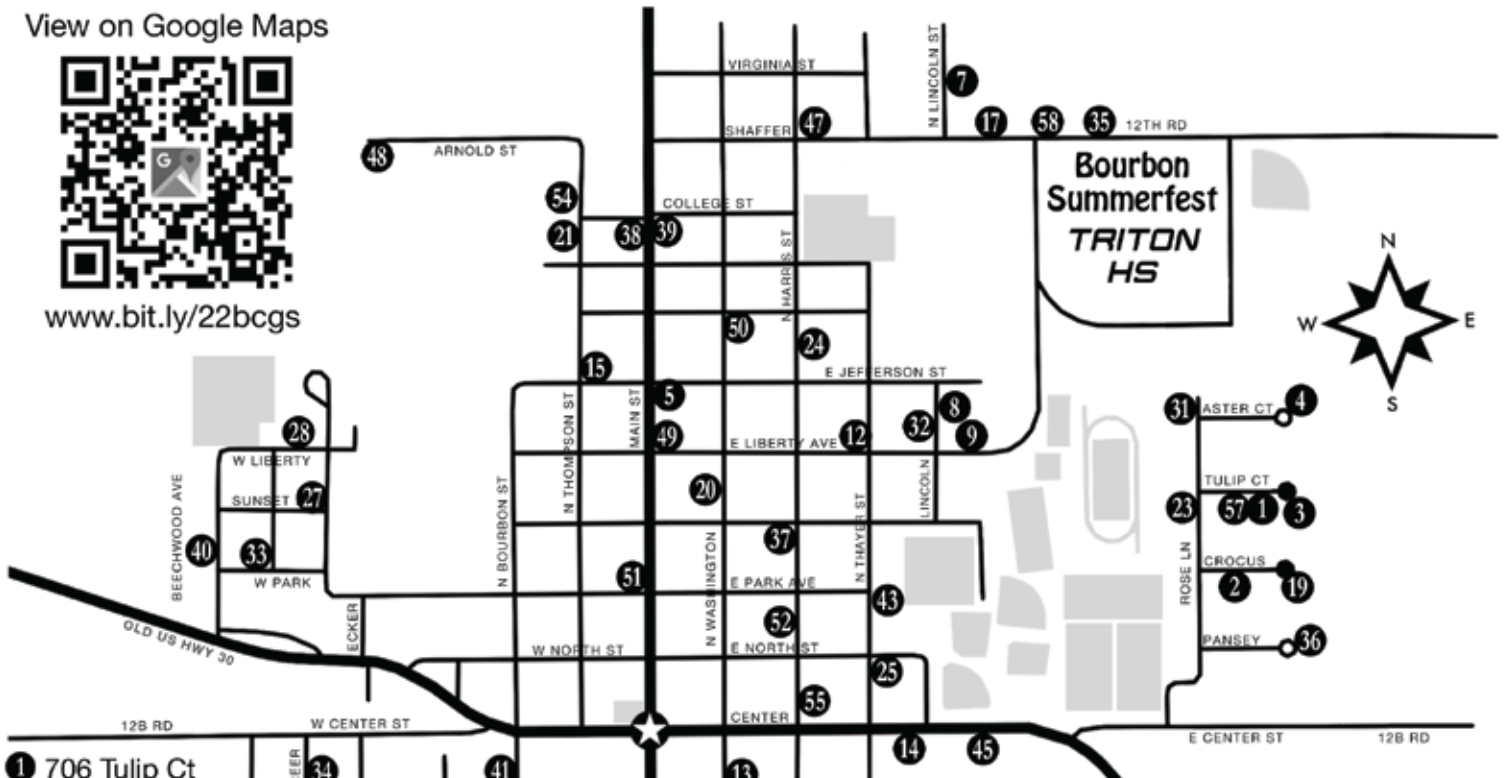 View on Google Maps
G
www.bit.ly/22bcgs
VIRGINIA ST
N LINCOLN ST
7
47
17
58
35
SHAFFER
12TH RD
48
ARNOLD ST
Bourbon
Summerfest
TRITON
HS
54
COLLEGE ST
21
38
39
N HARRIS ST
N
W
E
S
50
24
15
E JEFFERSON ST
5
8
31
ASTER CT
4
28
N THOMPSON ST
MAIN ST
49
E LIBERTY AVE
12
32
9
W LIBERTY
BEECHWOOD AVE
SUNSET
27
N BOURBON ST
20
LINCOLN
TULIP CT
23
57
1
3
40
33
W PARK
37
N THAYER ST
N WASHINGTON
51
E PARK AVE
43
ROSE LN
CROCUS
2
19
OLD US HWY 30
ECKER
52
W NORTH ST
E NORTH ST
PANSEY
36
25
55
12B RD
W CENTER ST
CENTER
14
45
E CENTER ST
12B RD
1 706 Tulip Ct
EER
34
41
13